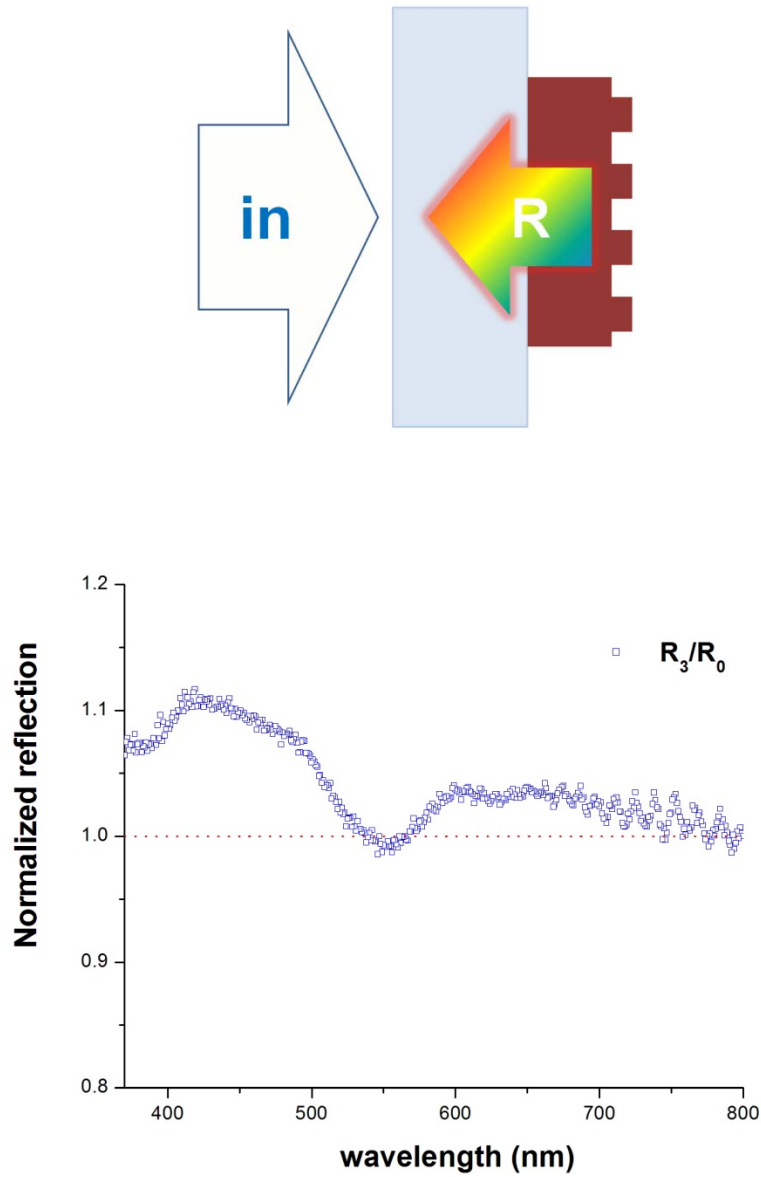 in
R
1.2
R₃/R₀
1.1
1.0
0.9
0.8
Normalized reflection
400 500 600 700 800
wavelength (nm)